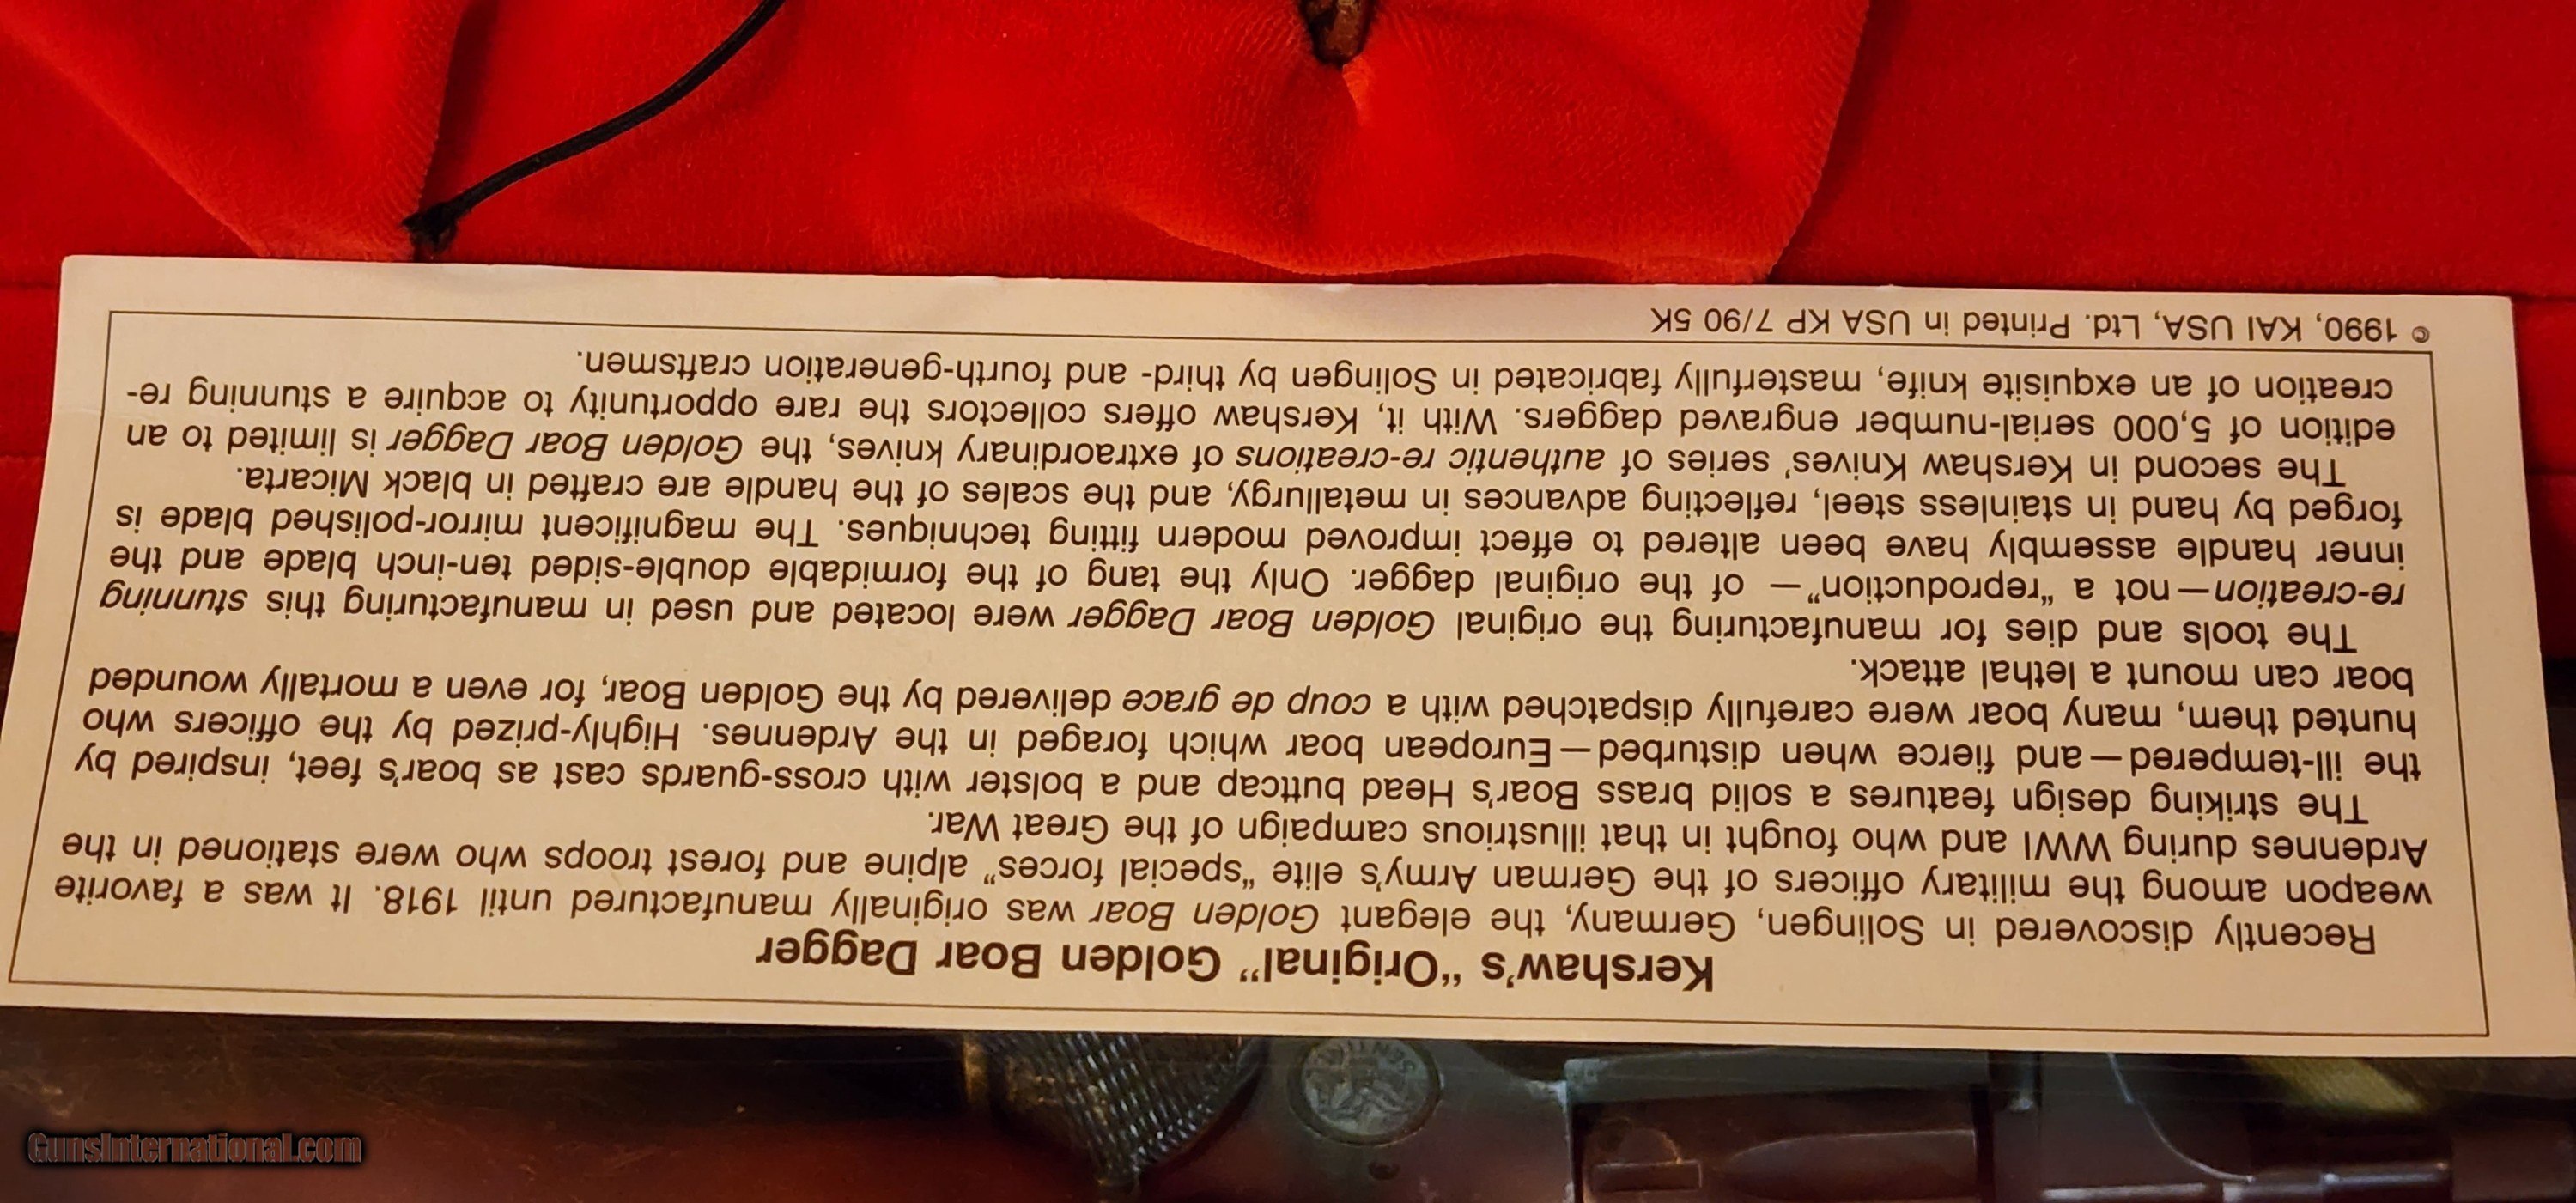 Kershaw's "Original" Golden Boar Dagger
Recently discovered in Solingen, Germany, the elegant Golden Boar was originally manufactured until 1918. It was a favorite
weapon among the military officers of the German Army's elite "special forces" alpine and forest troops who were stationed in the
Ardennes during WWI and who fought in that illustrious campaign of the Great War.
The striking design features a solid brass Boar's Head buttcap and a bolster with cross-guards cast as boar's feet, inspired by
the ill-tempered—and fierce when disturbed—European boar which foraged in the Ardennes. Highly-prized by the officers who
hunted them, many boar were carefully dispatched with a coup de grace delivered by the Golden Boar, for even a mortally wounded
boar can mount a lethal attack.
The tools and dies for manufacturing the original Golden Boar Dagger were located and used in manufacturing this stunning
re-creation—not a "reproduction"— of the original dagger. Only the tang of the formidable double-sided ten-inch blade and the
inner handle assembly have been altered to effect improved modern fitting techniques. The magnificent mirror-polished blade is
forged by hand in stainless steel, reflecting advances in metallurgy, and the scales of the handle are crafted in black Micarta.
The second in Kershaw Knives' series of authentic re-creations of extraordinary knives, the Golden Boar Dagger is limited to an
edition of 5,000 serial-number engraved daggers. With it, Kershaw offers collectors the rare opportunity to acquire a stunning re-
creation of an exquisite knife, masterfully fabricated in Solingen by third- and fourth-generation craftsmen.
© 1990, KAI USA, Ltd. Printed in USA KP 7/90 5K
GunsInternational.com